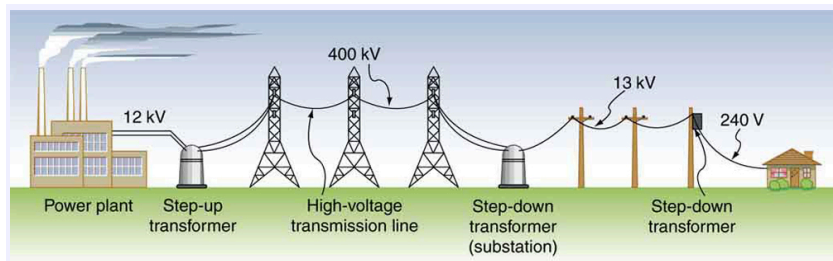 400 kV
12 kV
13 kV
240 V
Power plant
Step-up
transformer
High-voltage
transmission line
Step-down
transformer
(substation)
Step-down
transformer